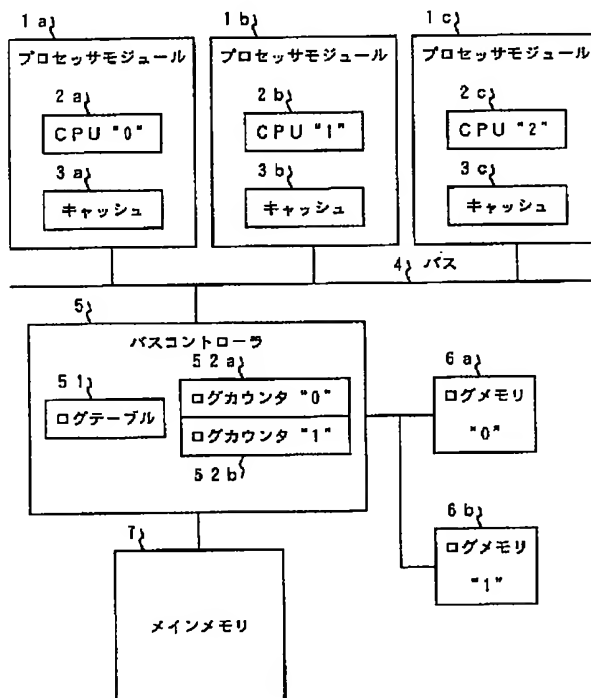 1a
プロセッサモジュール
2a
CPU "0"
3a
キャッシュ
1b
プロセッサモジュール
2b
CPU "1"
3b
キャッシュ
1c
プロセッサモジュール
2c
CPU "2"
3c
キャッシュ
4 バス
5
バスコントローラ
51
ログテーブル
52a
ログカウンタ "0"
ログカウンタ "1"
52b
6a
ログメモリ
"0"
6b
ログメモリ
"1"
7
メインメモリ